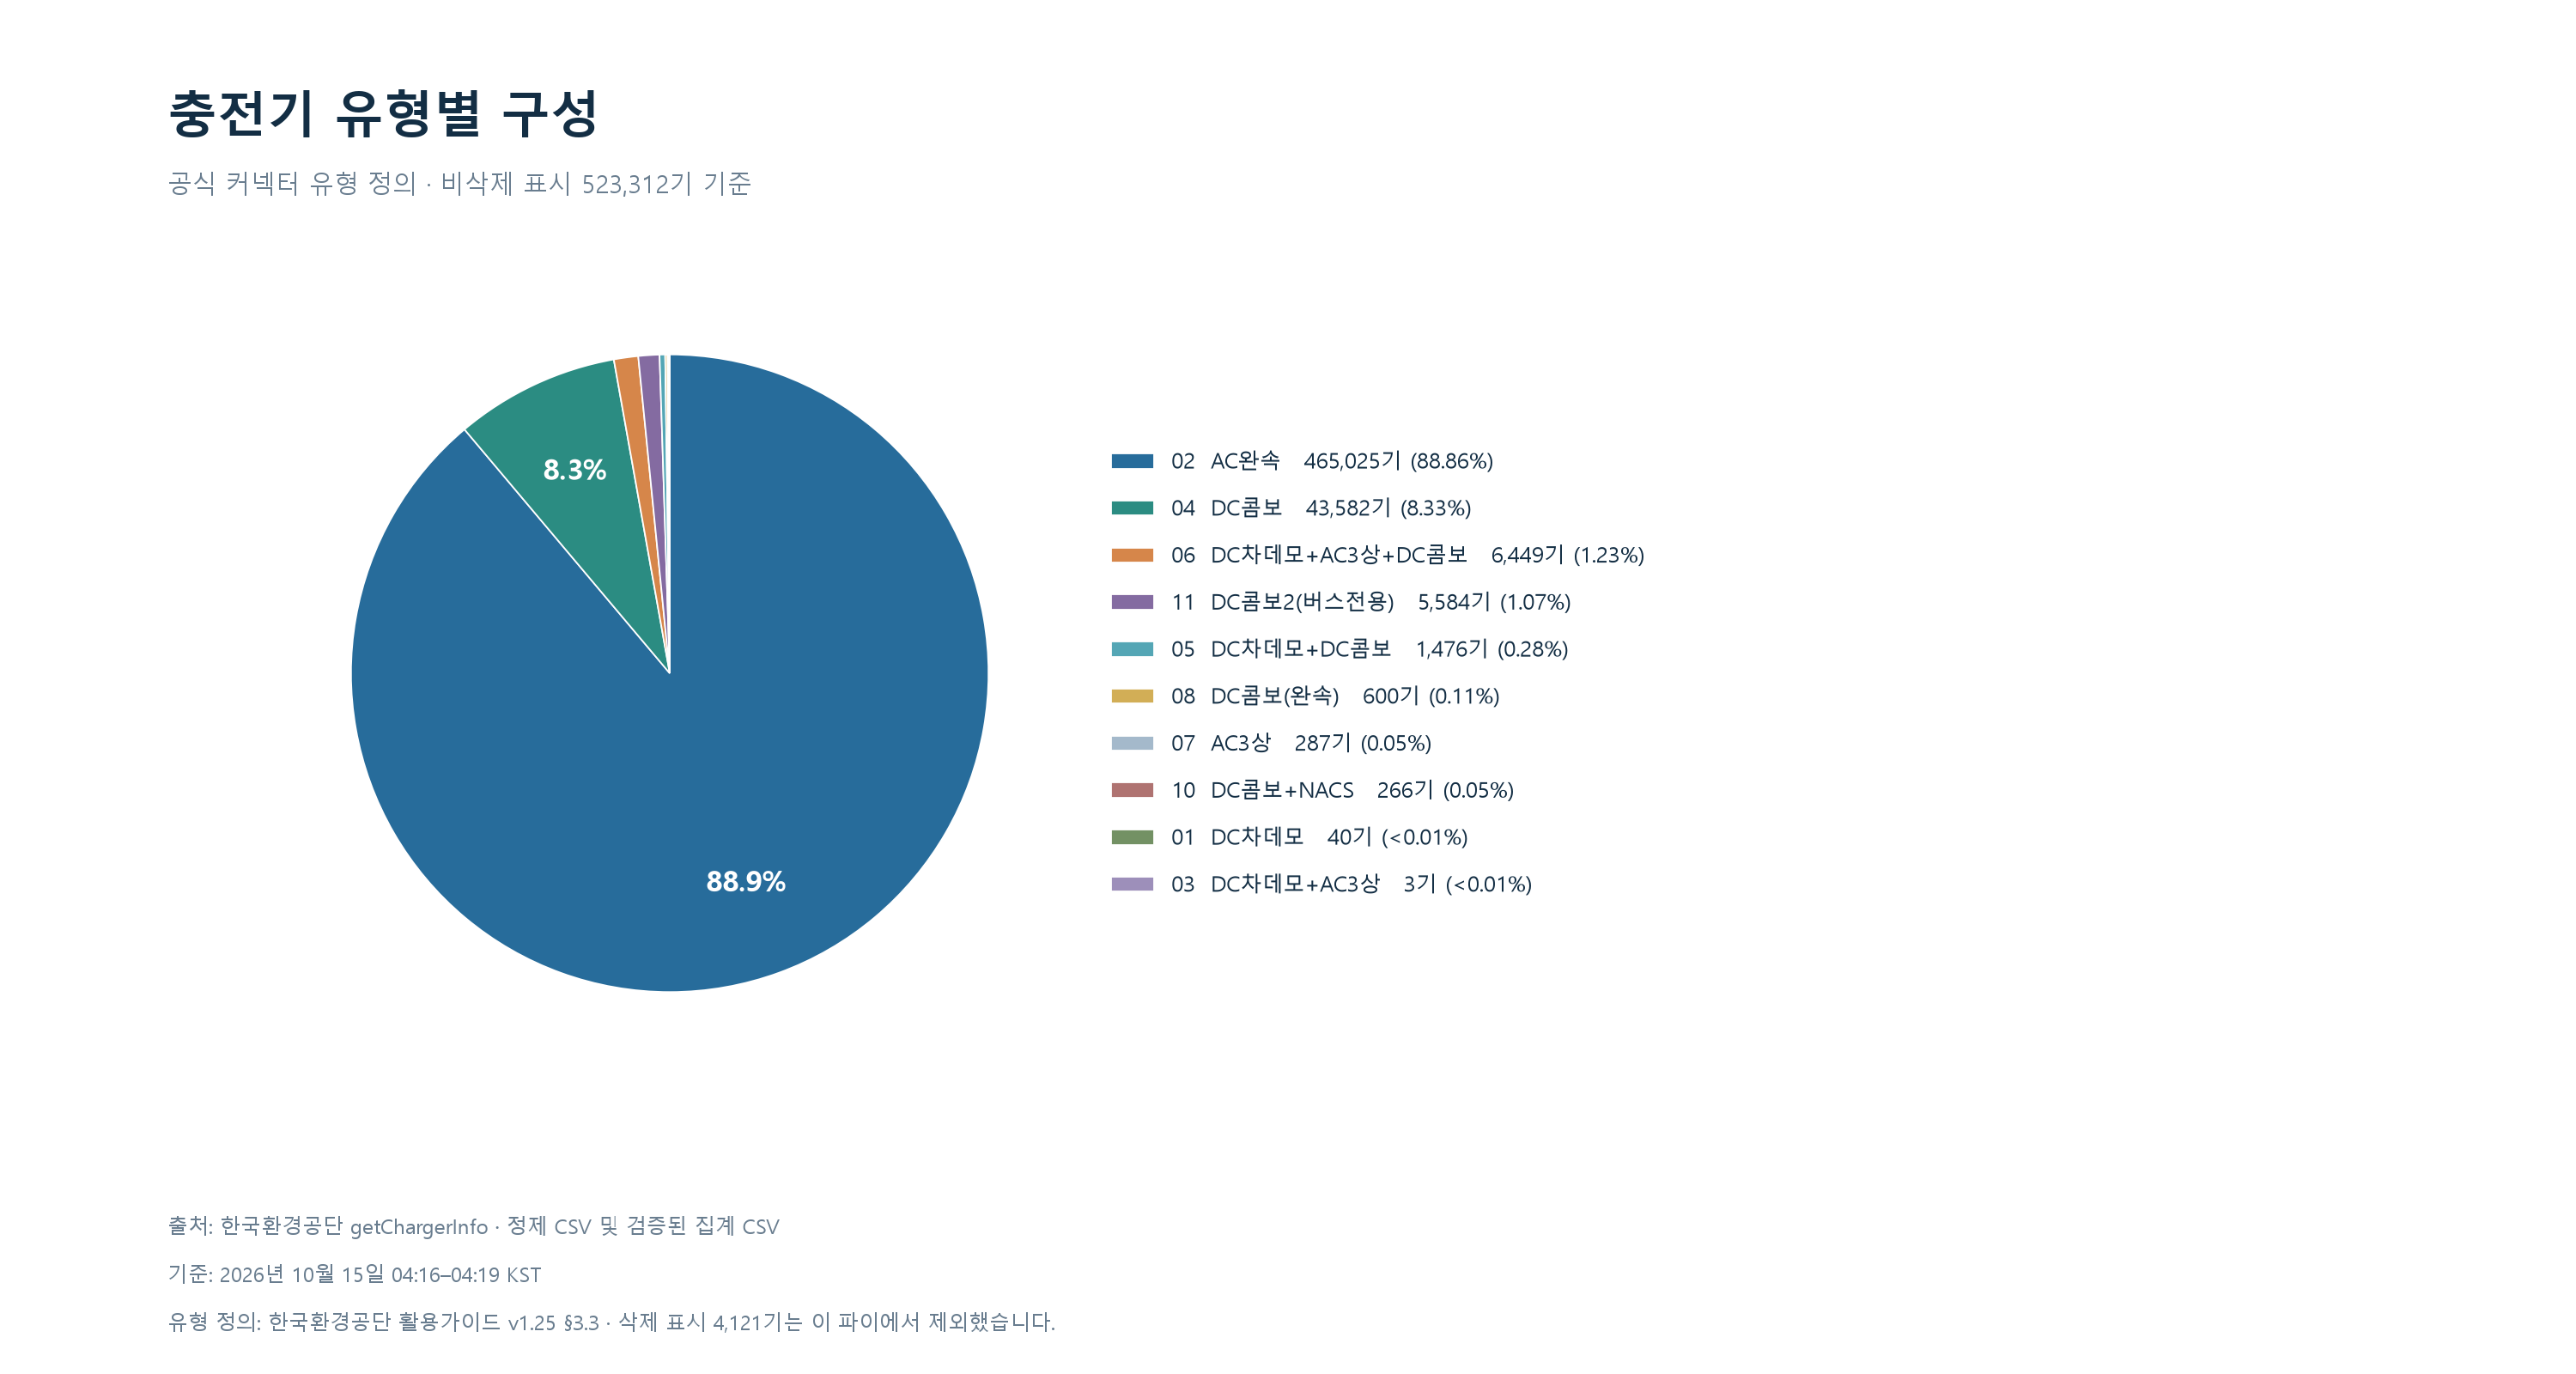 충전기 유형별 구성
공식 커넥터 유형 정의 · 비삭제 표시 523,312기 기준
8.3%
88.9%
02 AC완속 465,025기 (88.86%)
04 DC콤보 43,582기 (8.33%)
06 DC차데모+AC3상+DC콤보 6,449기 (1.23%)
11 DC콤보2(버스전용) 5,584기 (1.07%)
05 DC차데모+DC콤보 1,476기 (0.28%)
08 DC콤보(완속) 600기 (0.11%)
07 AC3상 287기 (0.05%)
10 DC콤보+NACS 266기 (0.05%)
01 DC차데모 40기 (<0.01%)
03 DC차데모+AC3상 3기 (<0.01%)
출처: 한국환경공단 getChargerInfo · 정제 CSV 및 검증된 집계 CSV
기준: 2026년 10월 15일 04:16–04:19 KST
유형 정의: 한국환경공단 활용가이드 v1.25 §3.3 · 삭제 표시 4,121기는 이 파이에서 제외했습니다.